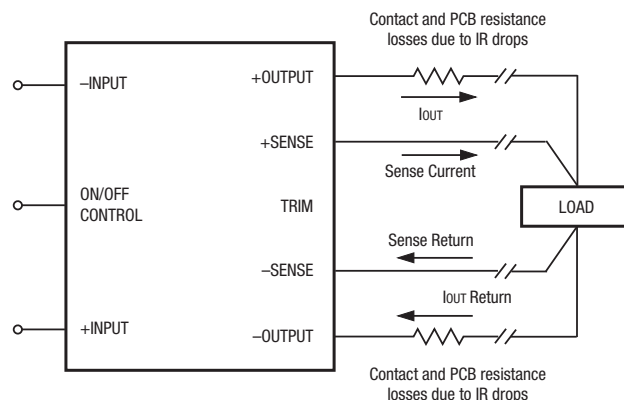 Contact and PCB resistance
losses due to IR drops
–INPUT
+OUTPUT
IOUT
+SENSE
Sense Current
ON/OFF
CONTROL
TRIM
LOAD
Sense Return
–SENSE
IOUT Return
+INPUT
–OUTPUT
Contact and PCB resistance
losses due to IR drops